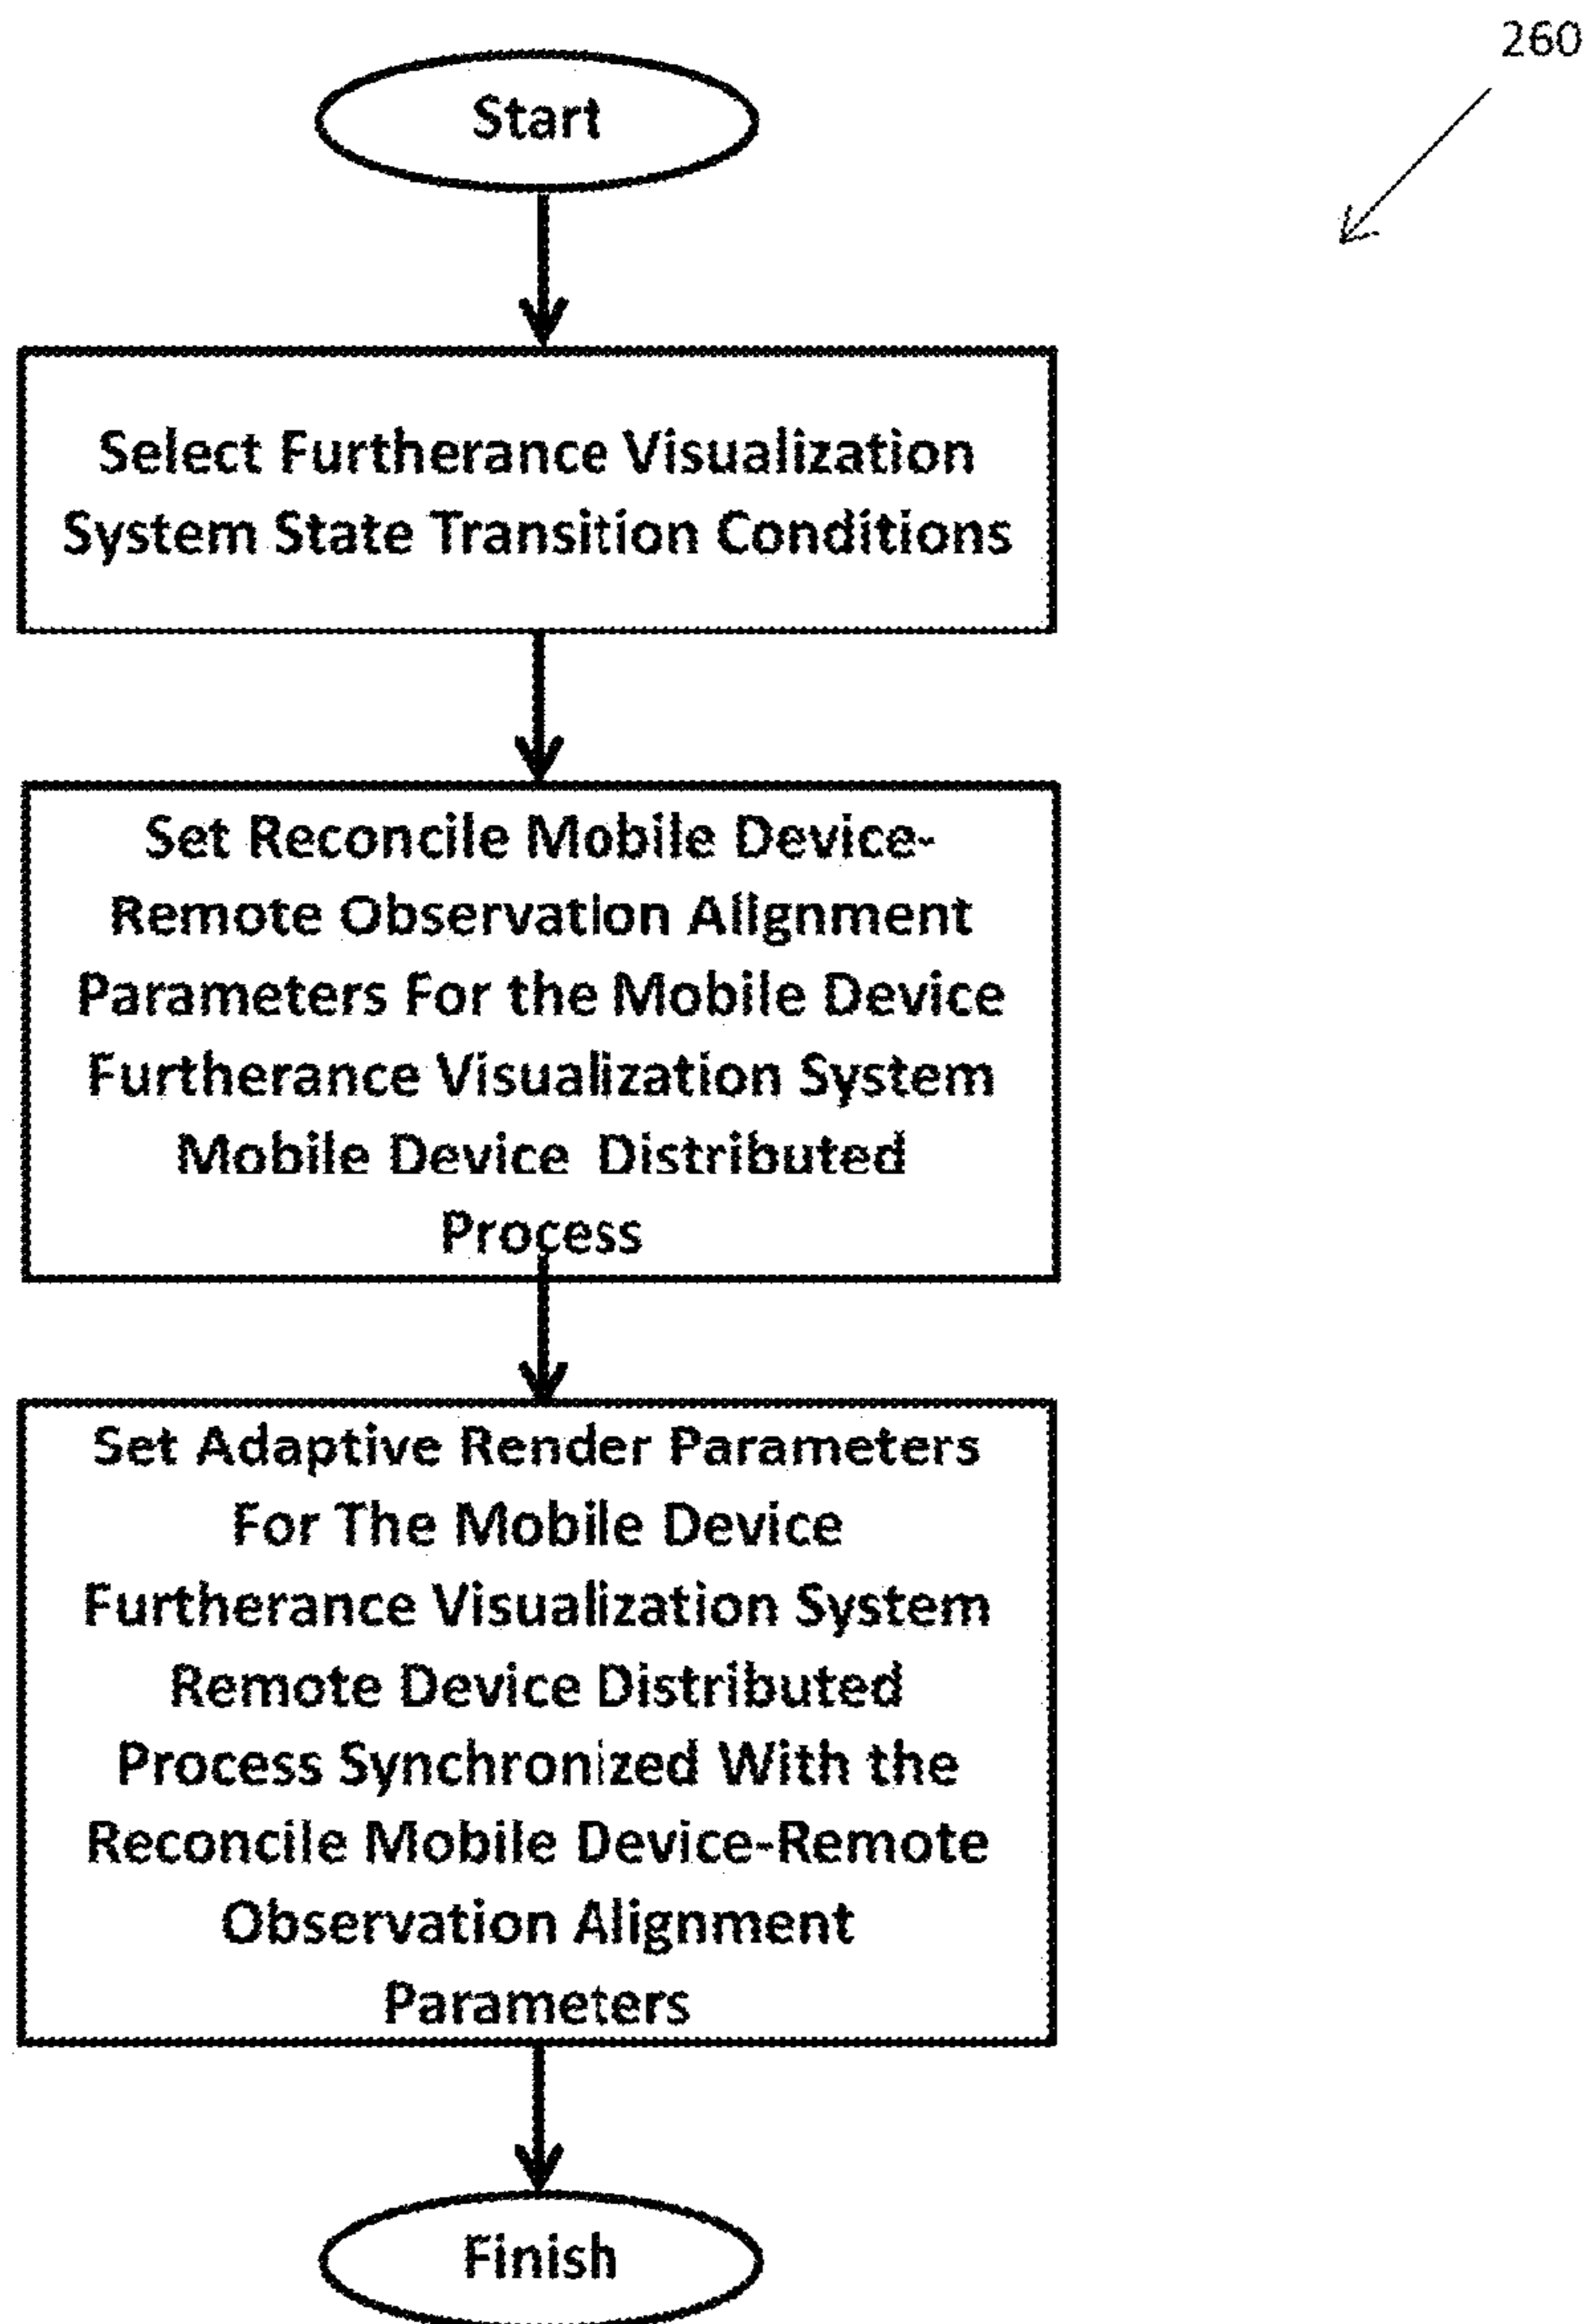 260
Start
Select Furtherance Visualization
System State Transition Conditions
Set Reconcile Mobile Device-
Remote Observation Alignment
Parameters For the Mobile Device
Furtherance Visualization System
Mobile Device Distributed
Process
Set Adaptive Render Parameters
For The Mobile Device
Furtherance Visualization System
Remote Device Distributed
Process Synchronized With the
Reconcile Mobile Device-Remote
Observation Alignment
Parameters
Finish